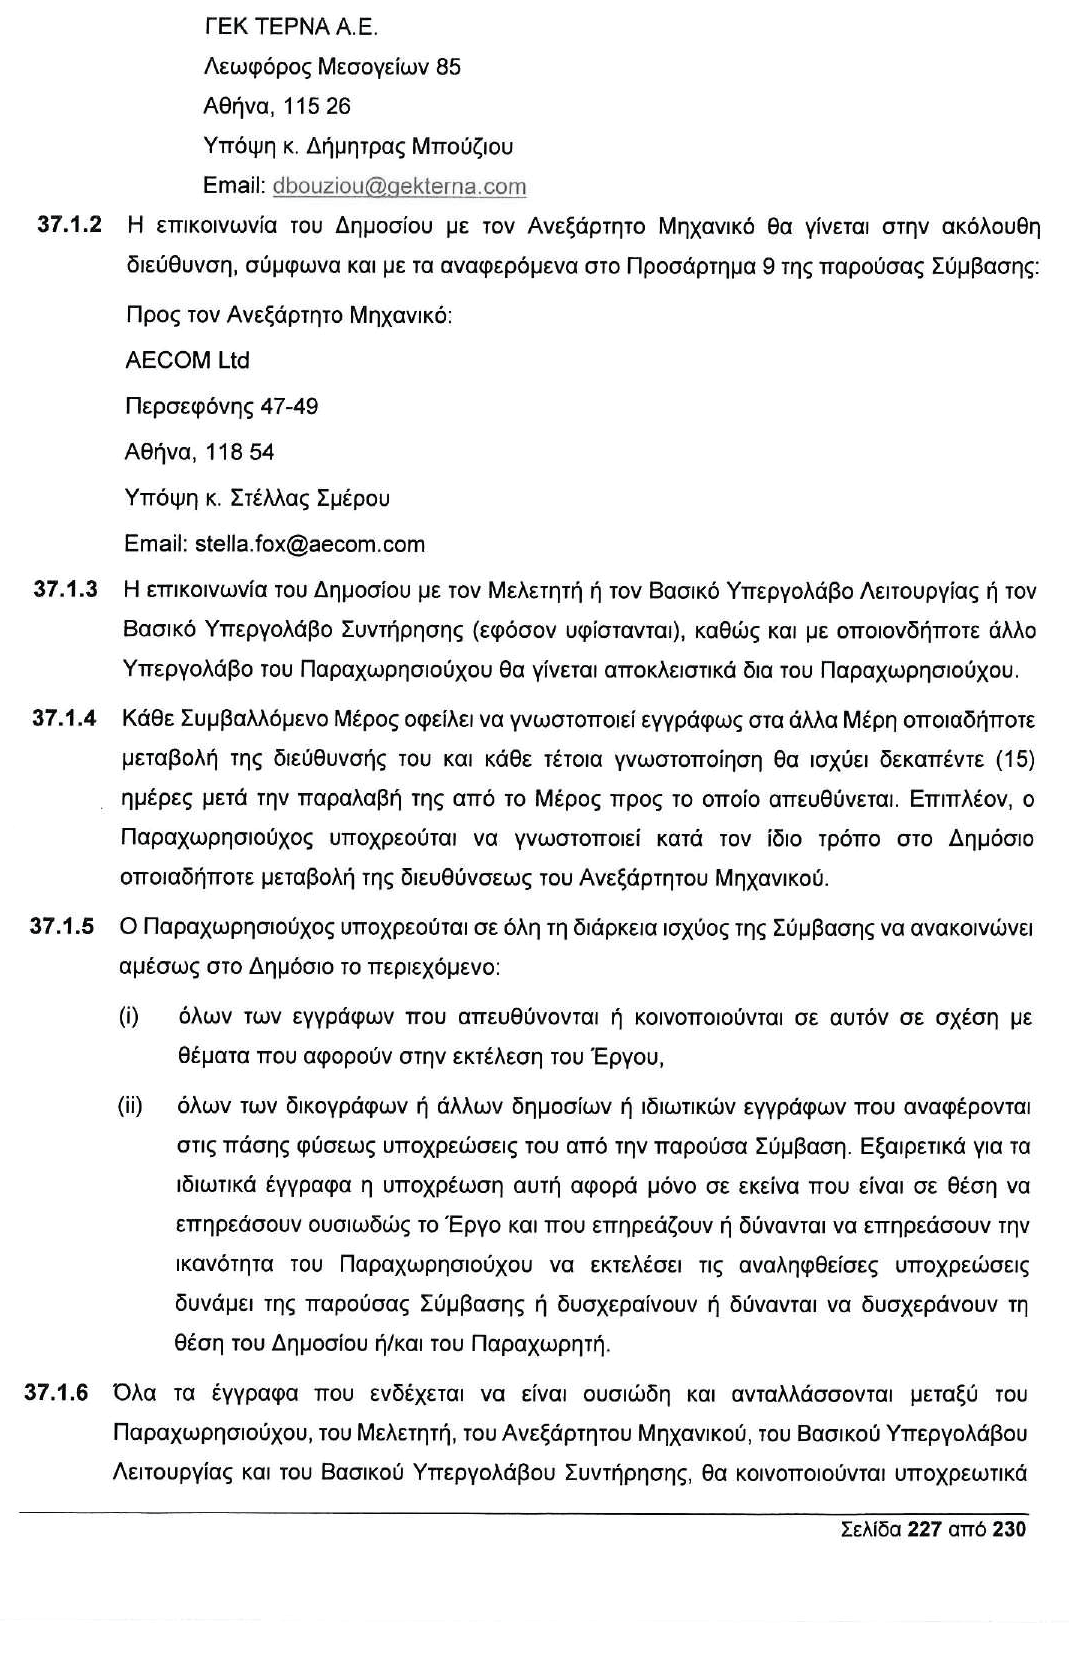 ΓΕΚ ΤΕΡΝΑ Α.Ε.
Λεωφόρος Μεσογείων 85
Αθήνα, 115 26
Υπόψη κ. Δήμητρας Μπούζιου
Email: dbouziou@gekterna.com
37.1.2 Η επικοινωνία του Δημοσίου με τον Ανεξάρτητο Μηχανικό θα γίνεται στην ακόλουθη
διεύθυνση, σύμφωνα και με τα αναφερόμενα στο Προσάρτημα 9 της παρούσας Σύμβασης:
Προς τον Ανεξάρτητο Μηχανικό:
AECOM Ltd
Περσεφόνης 47-49
Αθήνα, 118 54
Υπόψη κ. Στέλλας Σμέρου
Email: stella.fox@aecom.com
37.1.3 Η επικοινωνία του Δημοσίου με τον Μελετητή ή τον Βασικό Υπεργολάβο Λειτουργίας ή τον
Βασικό Υπεργολάβο Συντήρησης (εφόσον υφίστανται), καθώς και με οποιονδήποτε άλλο
Υπεργολάβο του Παραχωρησιούχου θα γίνεται αποκλειστικά δια του Παραχωρησιούχου.
37.1.4 Κάθε Συμβαλλόμενο Μέρος οφείλει να γνωστοποιεί εγγράφως στα άλλα Μέρη οποιαδήποτε
μεταβολή της διεύθυνσής του και κάθε τέτοια γνωστοποίηση θα ισχύει δεκαπέντε (15)
ημέρες μετά την παραλαβή της από το Μέρος προς το οποίο απευθύνεται. Επιπλέον, ο
Παραχωρησιούχος υποχρεούται να γνωστοποιεί κατά τον ίδιο τρόπο στο Δημόσιο
οποιαδήποτε μεταβολή της διευθύνσεως του Ανεξάρτητου Μηχανικού.
37.1.5 Ο Παραχωρησιούχος υποχρεούται σε όλη τη διάρκεια ισχύος της Σύμβασης να ανακοινώνει
αμέσως στο Δημόσιο το περιεχόμενο:
(i) όλων των εγγράφων που απευθύνονται ή κοινοποιούνται σε αυτόν σε σχέση με
θέματα που αφορούν στην εκτέλεση του Έργου,
(ii) όλων των δικογράφων ή άλλων δημοσίων ή ιδιωτικών εγγράφων που αναφέρονται
στις πάσης φύσεως υποχρεώσεις του από την παρούσα Σύμβαση. Εξαιρετικά για τα
ιδιωτικά έγγραφα η υποχρέωση αυτή αφορά μόνο σε εκείνα που είναι σε θέση να
επηρεάσουν ουσιωδώς το Έργο και που επηρεάζουν ή δύνανται να επηρεάσουν την
ικανότητα του Παραχωρησιούχου να εκτελέσει τις αναληφθείσες υποχρεώσεις
δυνάμει της παρούσας Σύμβασης ή δυσχεραίνουν ή δύνανται να δυσχεράνουν τη
θέση του Δημοσίου ή/και του Παραχωρητή.
37.1.6 Όλα τα έγγραφα που ενδέχεται να είναι ουσιώδη και ανταλλάσσονται μεταξύ του
Παραχωρησιούχου, του Μελετητή, του Ανεξάρτητου Μηχανικού, του Βασικού Υπεργολάβου
Λειτουργίας και του Βασικού Υπεργολάβου Συντήρησης, θα κοινοποιούνται υποχρεωτικά
Σελίδα 227 από 230